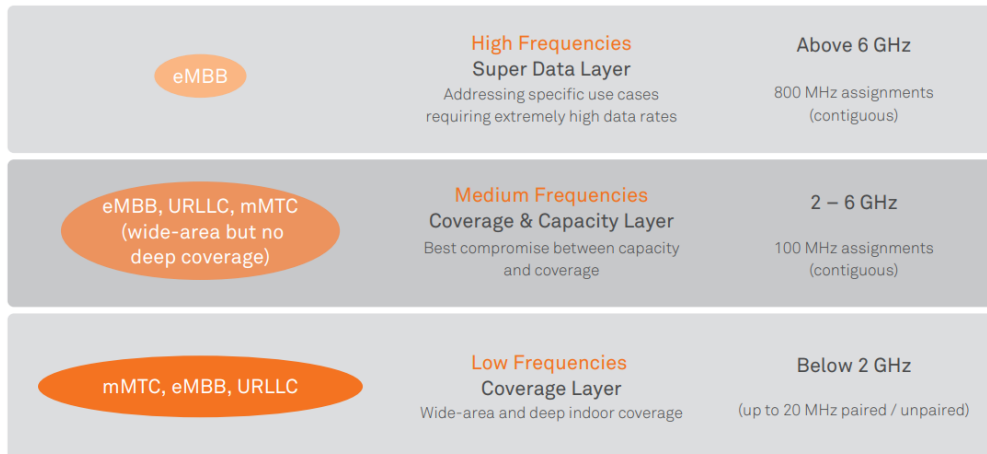 eMBB
High Frequencies
Super Data Layer
Addressing specific use cases
requiring extremely high data rates
Above 6 GHz
800 MHz assignments
(contiguous)
eMBB, URLLC, mMTC
(wide-area but no
deep coverage)
Medium Frequencies
Coverage & Capacity Layer
Best compromise between capacity
and coverage
2 – 6 GHz
100 MHz assignments
(contiguous)
mMTC, eMBB, URLLC
Low Frequencies
Coverage Layer
Wide-area and deep indoor coverage
Below 2 GHz
(up to 20 MHz paired / unpaired)